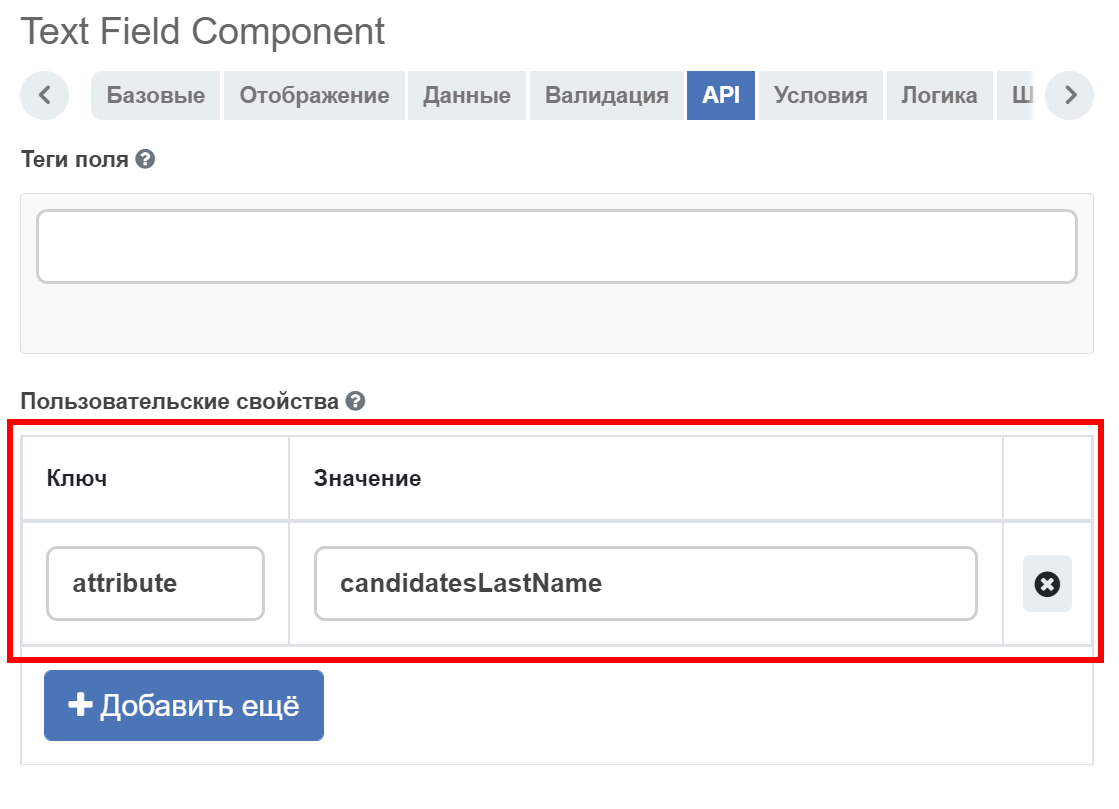 Text Field Component
Базовые Отображение Данные Валидация API Условия Логика Ш
Теги поля
Пользовательские свойства
Ключ Значение
attribute candidatesLastName
Добавить ещё